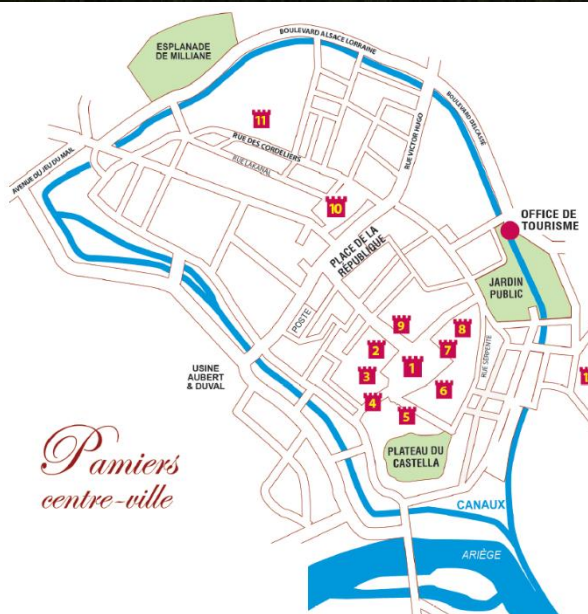 BOULEVARD ALSACE LORRAINE
ESPLANADE
DE MILLIANE
BOULEVARD DELCASSÉ
11
RUE DES CORDELIERS
RUE LAKANAL
RUE VICTOR HUGO
AVENUE DU JEU DU MAIL
10
OFFICE DE
TOURISME
PLACE DE LA
RÉPUBLIQUE
JARDIN
PUBLIC
POSTE
9
8
2
7
1
RUE SERPENTE
USINE
AUBERT
& DUVAL
3
6
4
5
PLATEAU DU
CASTELLA
Pamiers
centre-ville
CANAUX
ARIÈGE